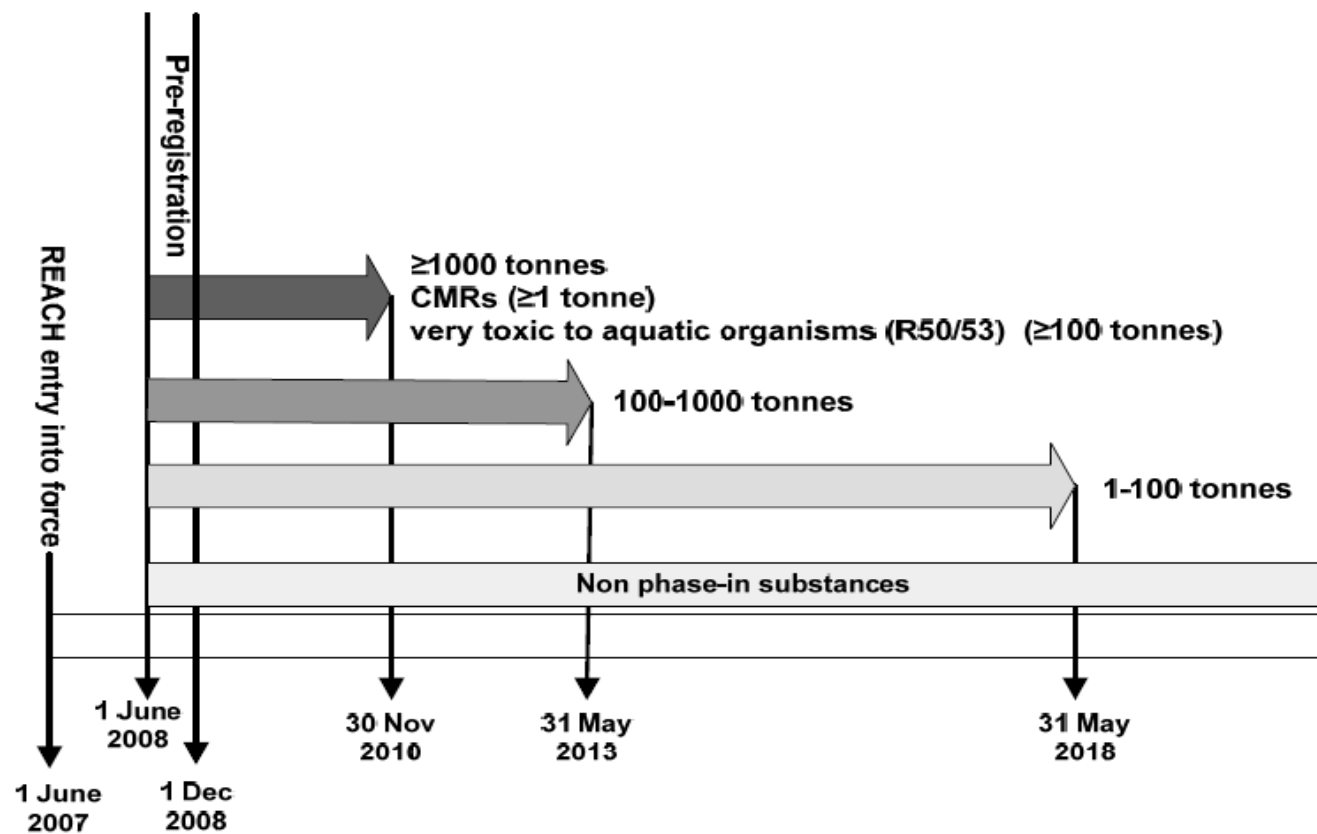 Pre-registration
REACH entry into force
≥1000 tonnes
CMRs (≥1 tonne)
very toxic to aquatic organisms (R50/53) (≥100 tonnes)
100-1000 tonnes
1-100 tonnes
Non phase-in substances
1 June
2008
30 Nov
2010
31 May
2013
31 May
2018
1 June
2007
1 Dec
2008